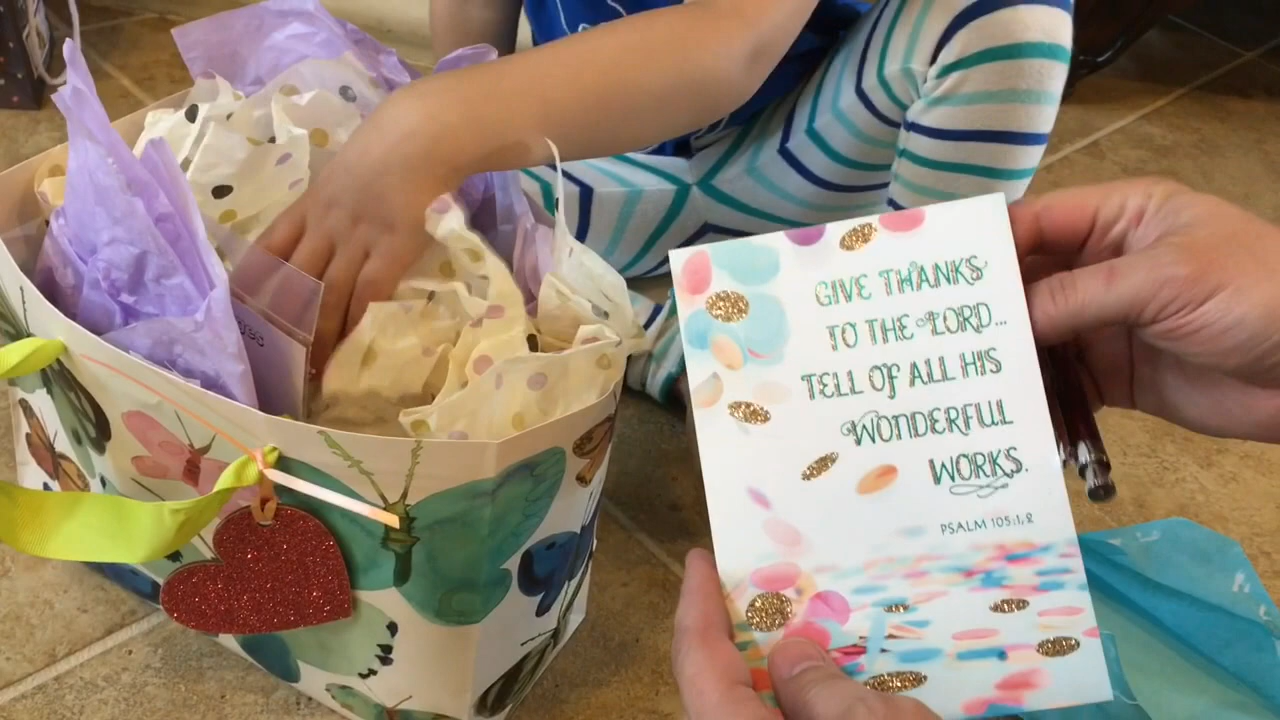 GIVE THANKS
TO THE LORD...
TELL OF ALL HIS
WONDERFUL
WORKS.
PSALM 105:1,2